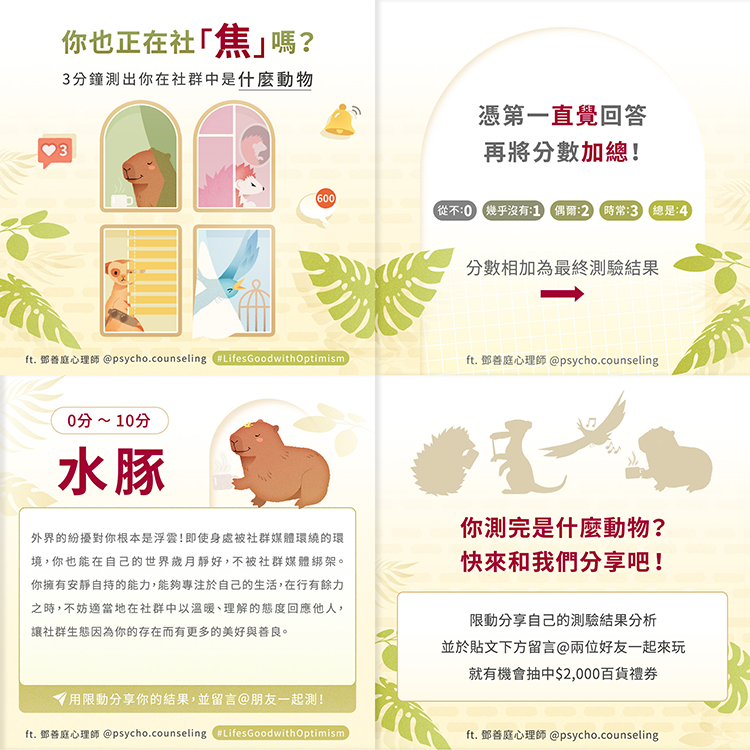 你也正在社「焦」嗎？
3分鐘測出你在社群中是什麼動物
3
600
ft. 鄧善庭心理師 @psycho.counseling #LifesGoodwithOptimism
憑第一直覺回答
再將分數加總！
從不:0 幾乎沒有:1 偶爾:2 時常:3 總是:4
分數相加為最終測驗結果
ft. 鄧善庭心理師 @psycho.counseling
0分 ～ 10分
水豚
外界的紛擾對你根本是浮雲！即使身處被社群媒體環繞的環
境，你也能在自己的世界歲月靜好，不被社群媒體綁架。
你擁有安靜自持的能力，能夠專注於自己的生活，在行有餘力
之時，不妨適當地在社群中以溫暖、理解的態度回應他人，
讓社群生態因為你的存在而有更多的美好與善良。
用限動分享你的結果，並留言@朋友一起測！
ft. 鄧善庭心理師 @psycho.counseling #LifesGoodwithOptimism
你測完是什麼動物？
快來和我們分享吧！
限動分享自己的測驗結果分析
並於貼文下方留言@兩位好友一起來玩
就有機會抽中$2,000百貨禮券
ft. 鄧善庭心理師 @psycho.counseling